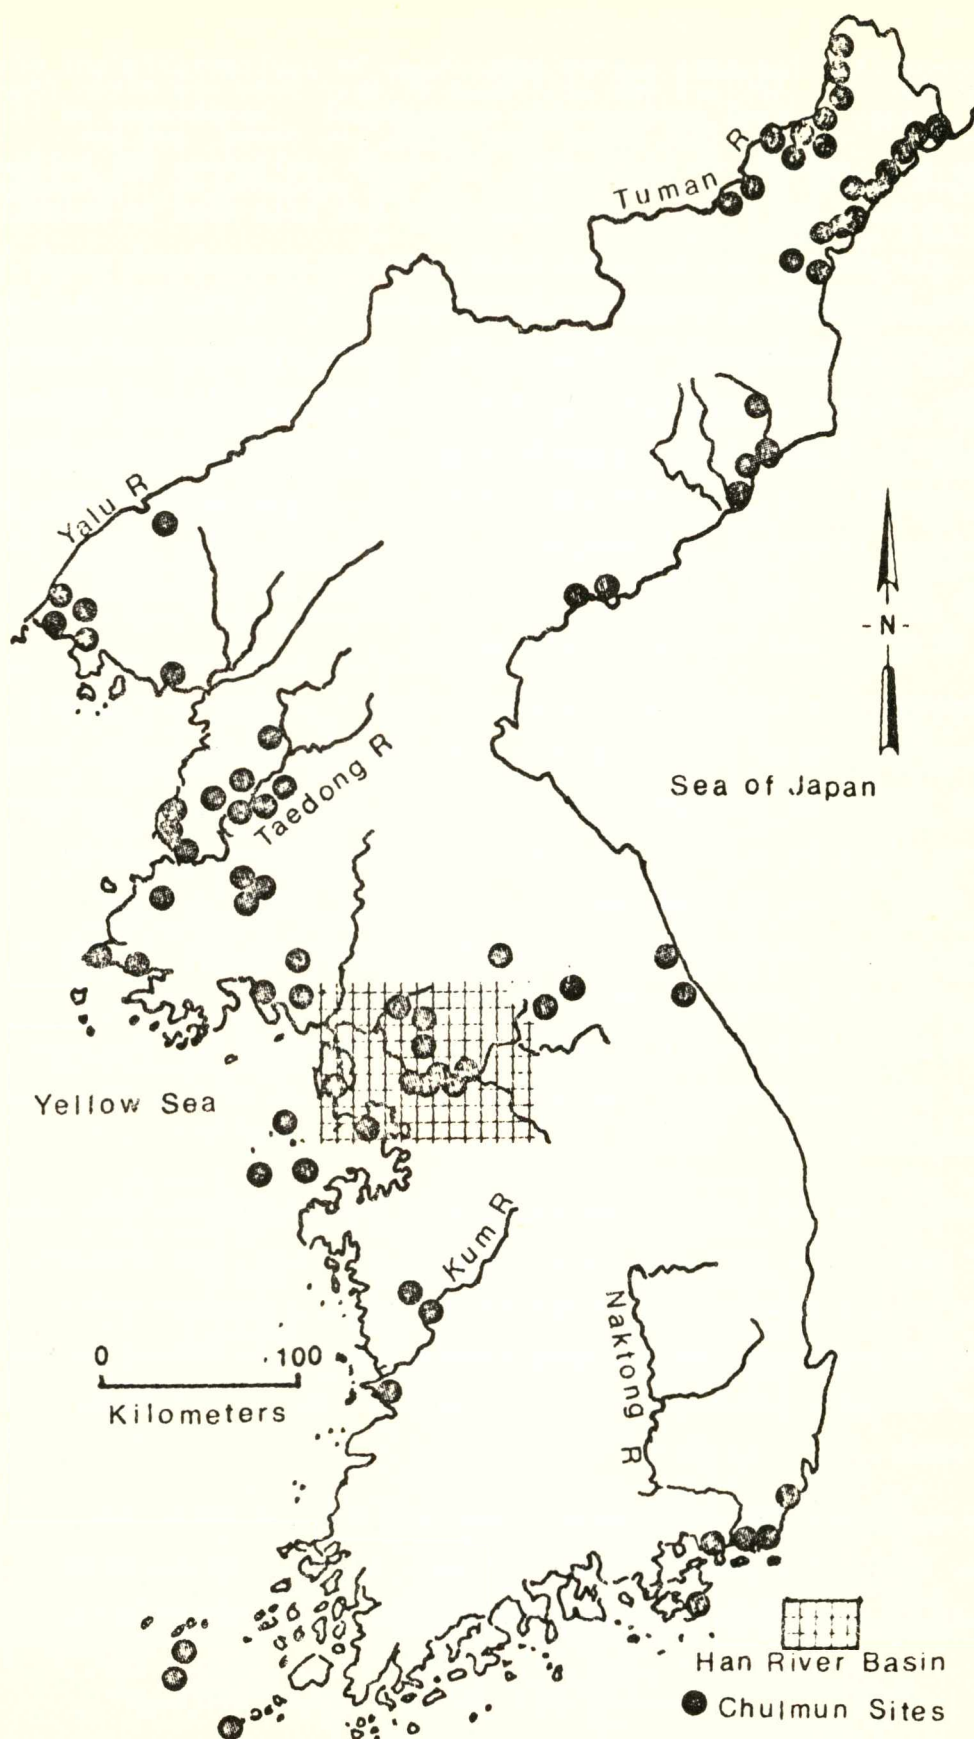 Tuman R
Yalu R
-N-
Sea of Japan
Taedong R
Yellow Sea
Kum R
Naktong R
0 100
Kilometers
Han River Basin
Chulmun Sites